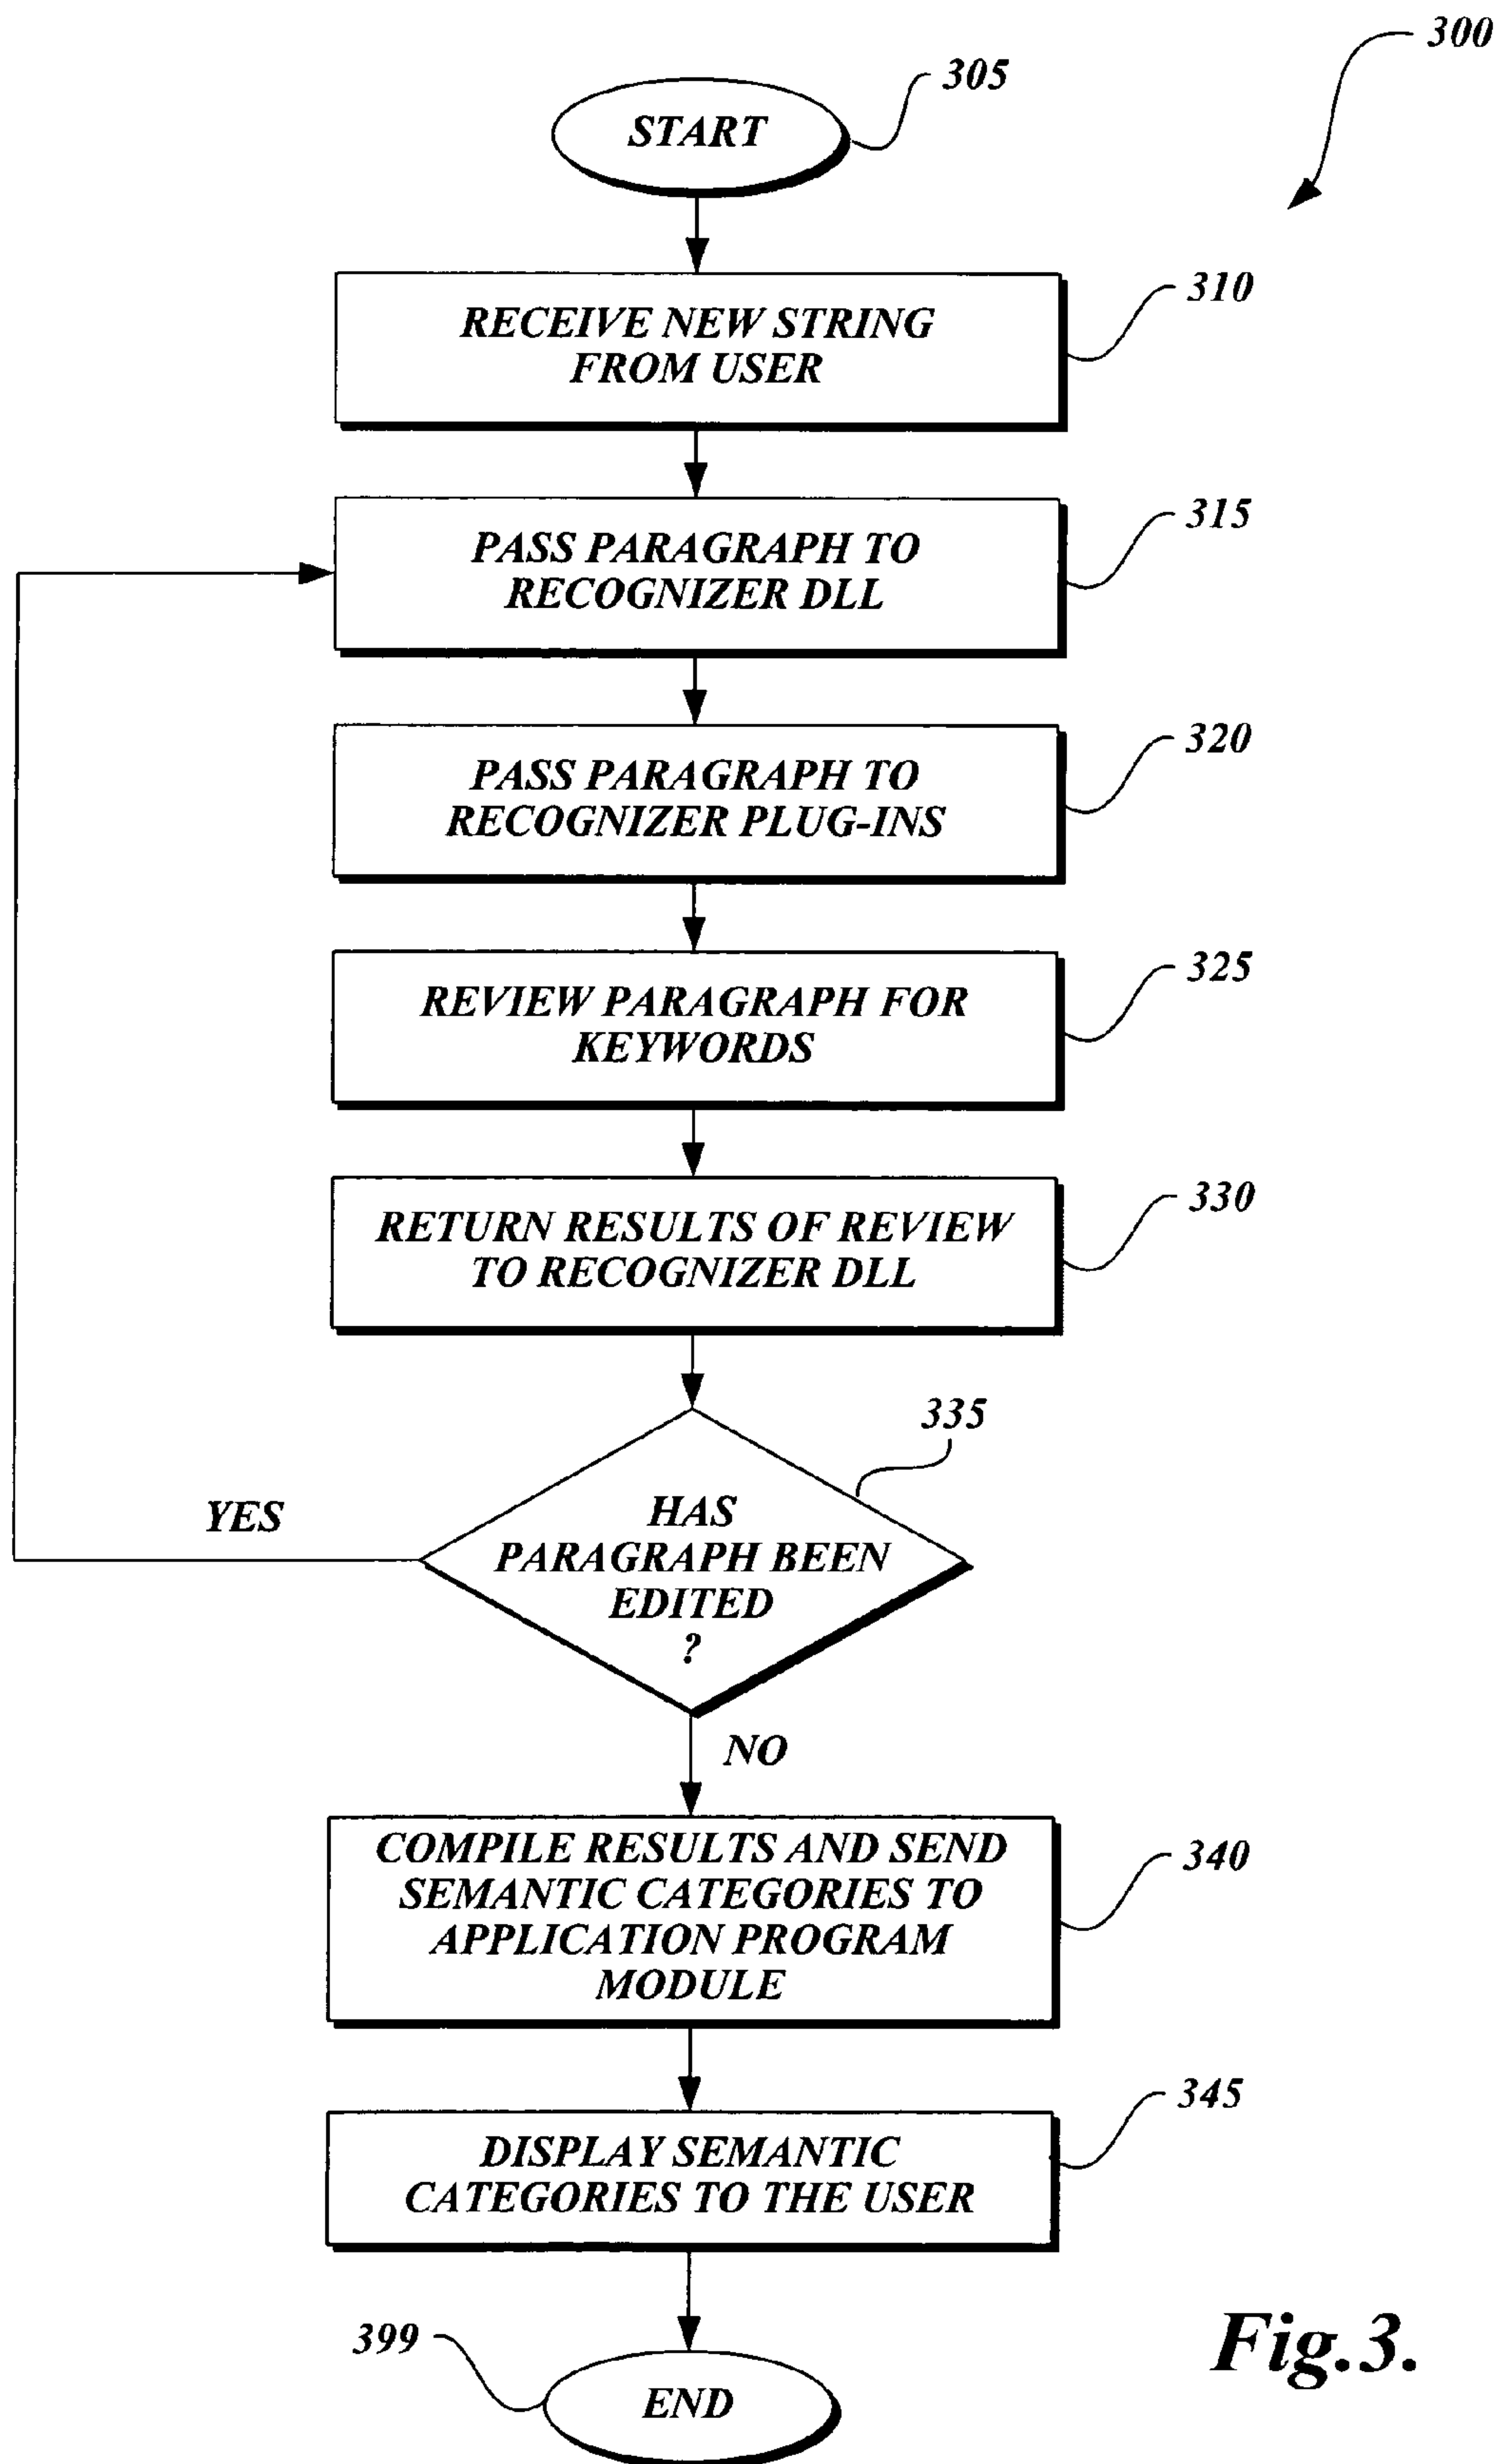 300
305
START
310
RECEIVE NEW STRING
FROM USER
315
PASS PARAGRAPH TO
RECOGNIZER DLL
320
PASS PARAGRAPH TO
RECOGNIZER PLUG-INS
325
REVIEW PARAGRAPH FOR
KEYWORDS
330
RETURN RESULTS OF REVIEW
TO RECOGNIZER DLL
335
HAS
PARAGRAPH BEEN
EDITED
?
YES
NO
340
COMPILE RESULTS AND SEND
SEMANTIC CATEGORIES TO
APPLICATION PROGRAM
MODULE
345
DISPLAY SEMANTIC
CATEGORIES TO THE USER
399
END
Fig.3.